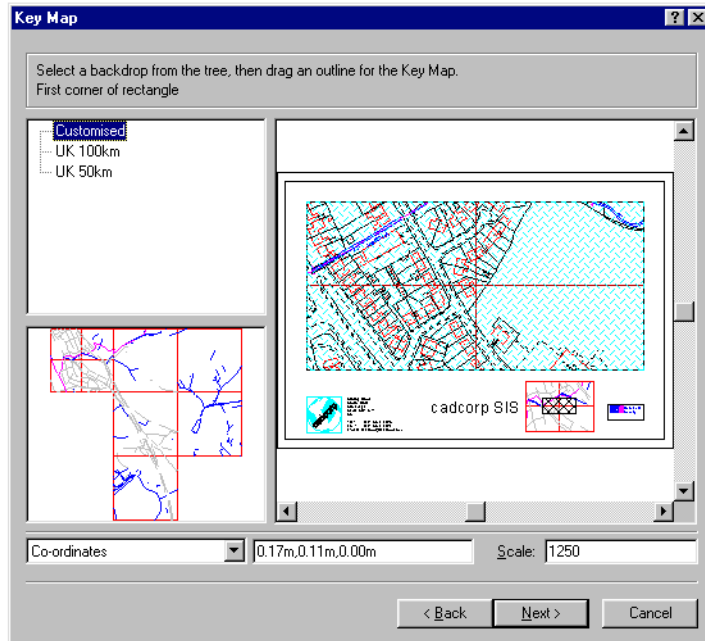 Key Map
Select a backdrop from the tree, then drag an outline for the Key Map.
First corner of rectangle
Customised
UK 100km
UK 50km
cadcorp SIS
Co-ordinates
0.17m,0.11m,0.00m
Scale:
1250
< Back
Next >
Cancel